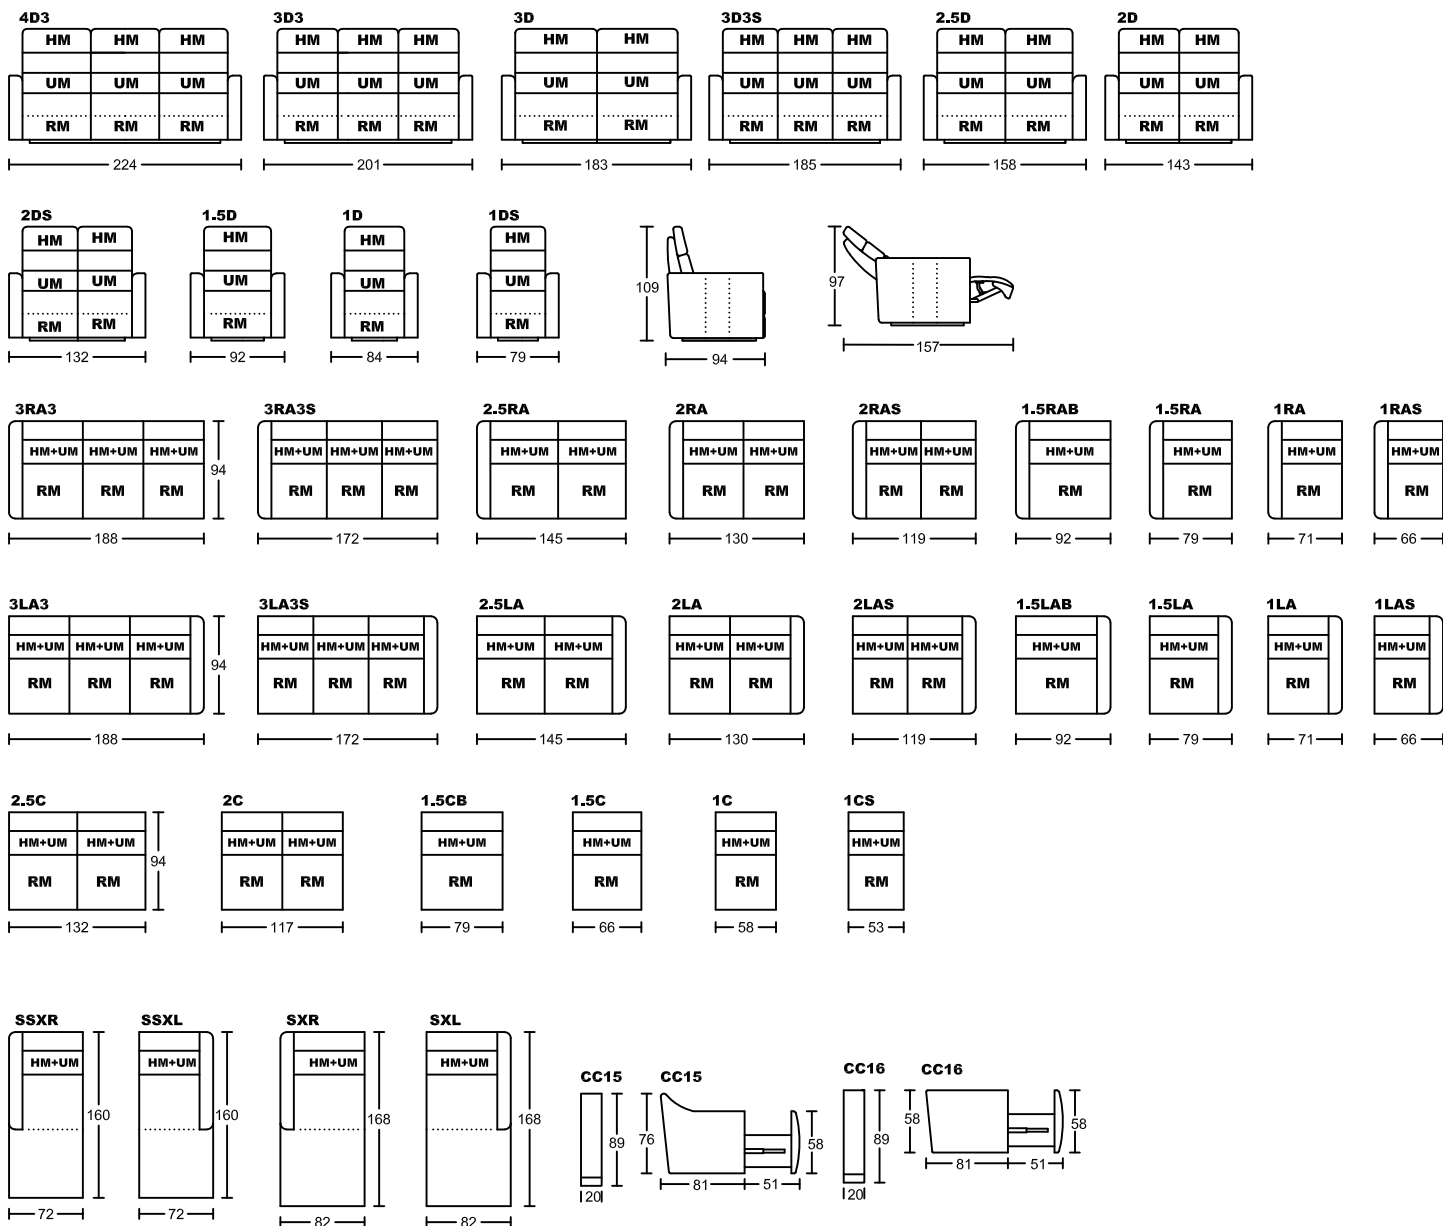 4D3 3D3 3D 3D3S 2.5D 2D
HM HM HM HM HM HM HM HM HM HM HM HM HM HM HM
UM UM UM UM UM UM UM UM UM UM UM UM UM UM UM
RM RM RM RM RM RM RM RM RM RM RM RM RM RM RM
224 201 183 185 158 143
2DS 1.5D 1D 1DS
HM HM HM HM HM
UM UM UM UM UM
109 97
RM RM RM RM RM
132 92 84 79 94 157
3RA3 3RA3S 2.5RA 2RA 2RAS 1.5RAB 1.5RA 1RA 1RAS
HM+UM HM+UM HM+UM HM+UM HM+UM HM+UM HM+UM HM+UM HM+UM HM+UM HM+UM HM+UM HM+UM HM+UM HM+UM HM+UM
94
RM RM RM RM RM RM RM RM RM RM RM RM RM RM RM RM
188 172 145 130 119 92 79 71 66
3LA3 3LA3S 2.5LA 2LA 2LAS 1.5LAB 1.5LA 1LA 1LAS
HM+UM HM+UM HM+UM HM+UM HM+UM HM+UM HM+UM HM+UM HM+UM HM+UM HM+UM HM+UM HM+UM HM+UM HM+UM HM+UM
94
RM RM RM RM RM RM RM RM RM RM RM RM RM RM RM RM
188 172 145 130 119 92 79 71 66
2.5C 2C 1.5CB 1.5C 1C 1CS
HM+UM HM+UM HM+UM HM+UM HM+UM HM+UM HM+UM HM+UM
94
RM RM RM RM RM RM RM RM
132 117 79 66 58 53
SSXR SSXL SXR SXL
HM+UM HM+UM HM+UM HM+UM
CC15 CC15 CC16 CC16
160 160 168 168
89 76 58 89 58 58
81 51 81 51
20 20
72 72 82 82